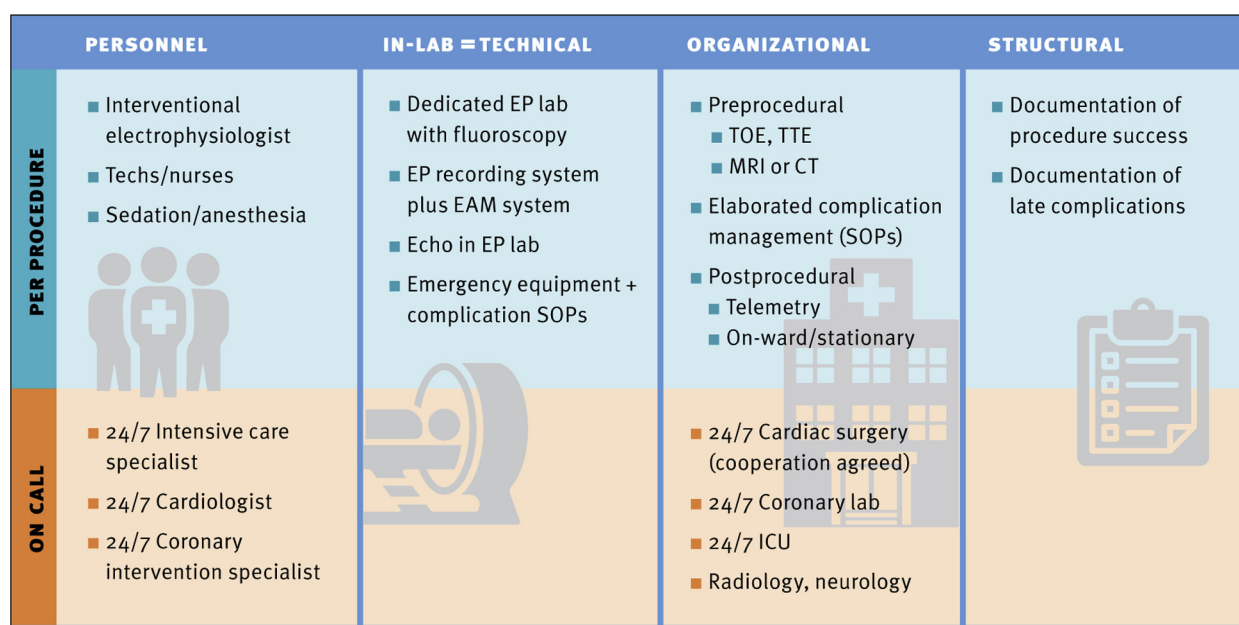 PERSONNEL
IN-LAB = TECHNICAL
ORGANIZATIONAL
STRUCTURAL
PER PROCEDURE
Interventional
electrophysiologist
Techs/nurses
Sedation/anesthesia
Dedicated EP lab
with fluoroscopy
EP recording system
plus EAM system
Echo in EP lab
Emergency equipment +
complication SOPs
Preprocedural
TOE, TTE
MRI or CT
Elaborated complication
management (SOPs)
Postprocedural
Telemetry
On-ward/stationary
Documentation of
procedure success
Documentation of
late complications
ON CALL
24/7 Intensive care
specialist
24/7 Cardiologist
24/7 Coronary
intervention specialist
24/7 Cardiac surgery
(cooperation agreed)
24/7 Coronary lab
24/7 ICU
Radiology, neurology